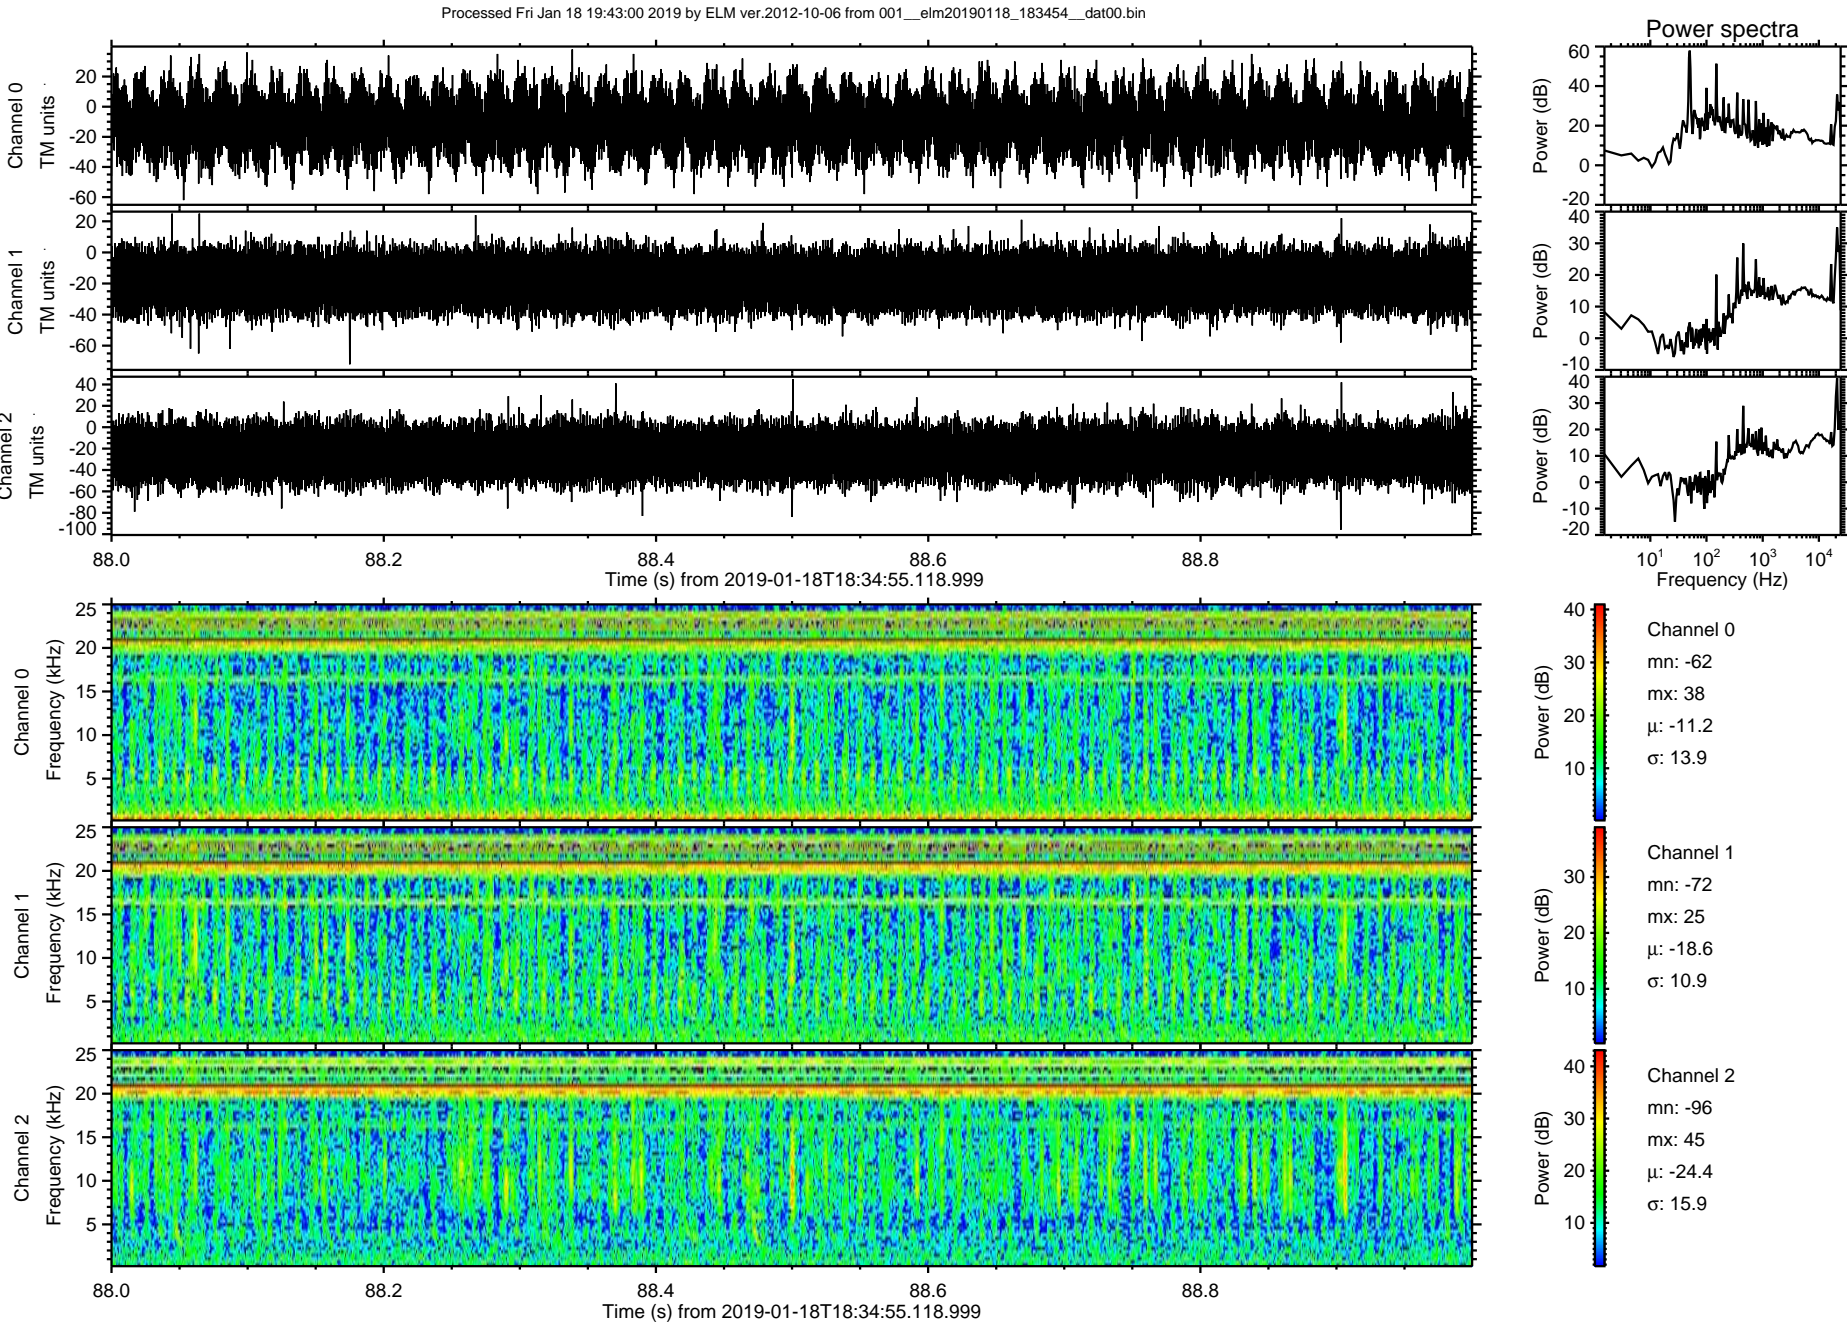 Processed Fri Jan 18 19:43:00 2019 by ELM ver.2012-10-06 from 001__elm20190118_183454__dat00.bin
Power spectra
Channel 0
TM units
20
0
-20
-40
-60
Power (dB)
60
40
20
0
-20
Channel 1
TM units
20
0
-20
-40
-60
Power (dB)
40
30
20
10
0
-10
Channel 2
TM units
40
20
0
-20
-40
-60
-80
-100
Power (dB)
40
30
20
10
0
-10
-20
88.0 88.2 88.4 88.6 88.8
Time (s) from 2019-01-18T18:34:55.118.999
10¹ 10² 10³ 10⁴
Frequency (Hz)
Channel 0
Frequency (kHz)
25
20
15
10
5
Power (dB)
40
30
20
10
Channel 0
mn: -62
mx: 38
μ: -11.2
σ: 13.9
Channel 1
Frequency (kHz)
25
20
15
10
5
Power (dB)
30
20
10
Channel 1
mn: -72
mx: 25
μ: -18.6
σ: 10.9
Channel 2
Frequency (kHz)
25
20
15
10
5
Power (dB)
40
30
20
10
Channel 2
mn: -96
mx: 45
μ: -24.4
σ: 15.9
88.0 88.2 88.4 88.6 88.8
Time (s) from 2019-01-18T18:34:55.118.999